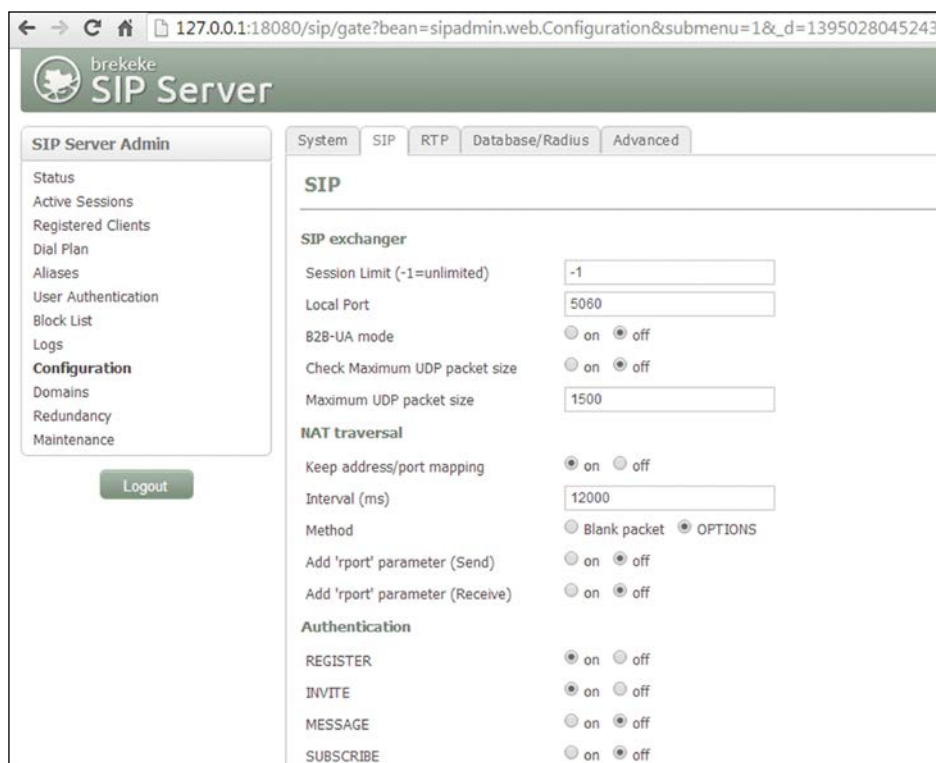 127.0.0.1:18080/sip/gate?bean=sipadmin.web.Configuration&submenu=1&_d=1395028045243
brekeke
SIP Server
SIP Server Admin
Status
Active Sessions
Registered Clients
Dial Plan
Aliases
User Authentication
Block List
Logs
Configuration
Domains
Redundancy
Maintenance
Logout
System SIP RTP Database/Radius Advanced
SIP
SIP exchanger
Session Limit (-1=unlimited) -1
Local Port 5060
B2B-UA mode on off
Check Maximum UDP packet size on off
Maximum UDP packet size 1500
NAT traversal
Keep address/port mapping on off
Interval (ms) 12000
Method Blank packet OPTIONS
Add 'rport' parameter (Send) on off
Add 'rport' parameter (Receive) on off
Authentication
REGISTER on off
INVITE on off
MESSAGE on off
SUBSCRIBE on off